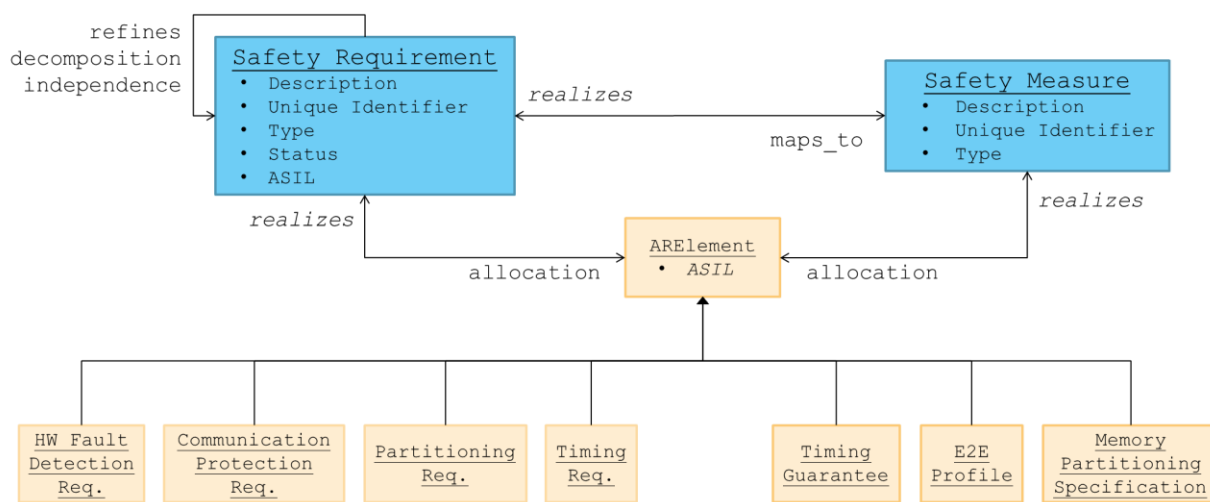 refines
decomposition
independence
Safety Requirement
• Description
• Unique Identifier
• Type
• Status
• ASIL
realizes
maps_to
Safety Measure
• Description
• Unique Identifier
• Type
realizes
allocation
ARElement
• ASIL
allocation
realizes
HW Fault
Detection
Req.
Communication
Protection
Req.
Partitioning
Req.
Timing
Req.
Timing
Guarantee
E2E
Profile
Memory
Partitioning
Specification